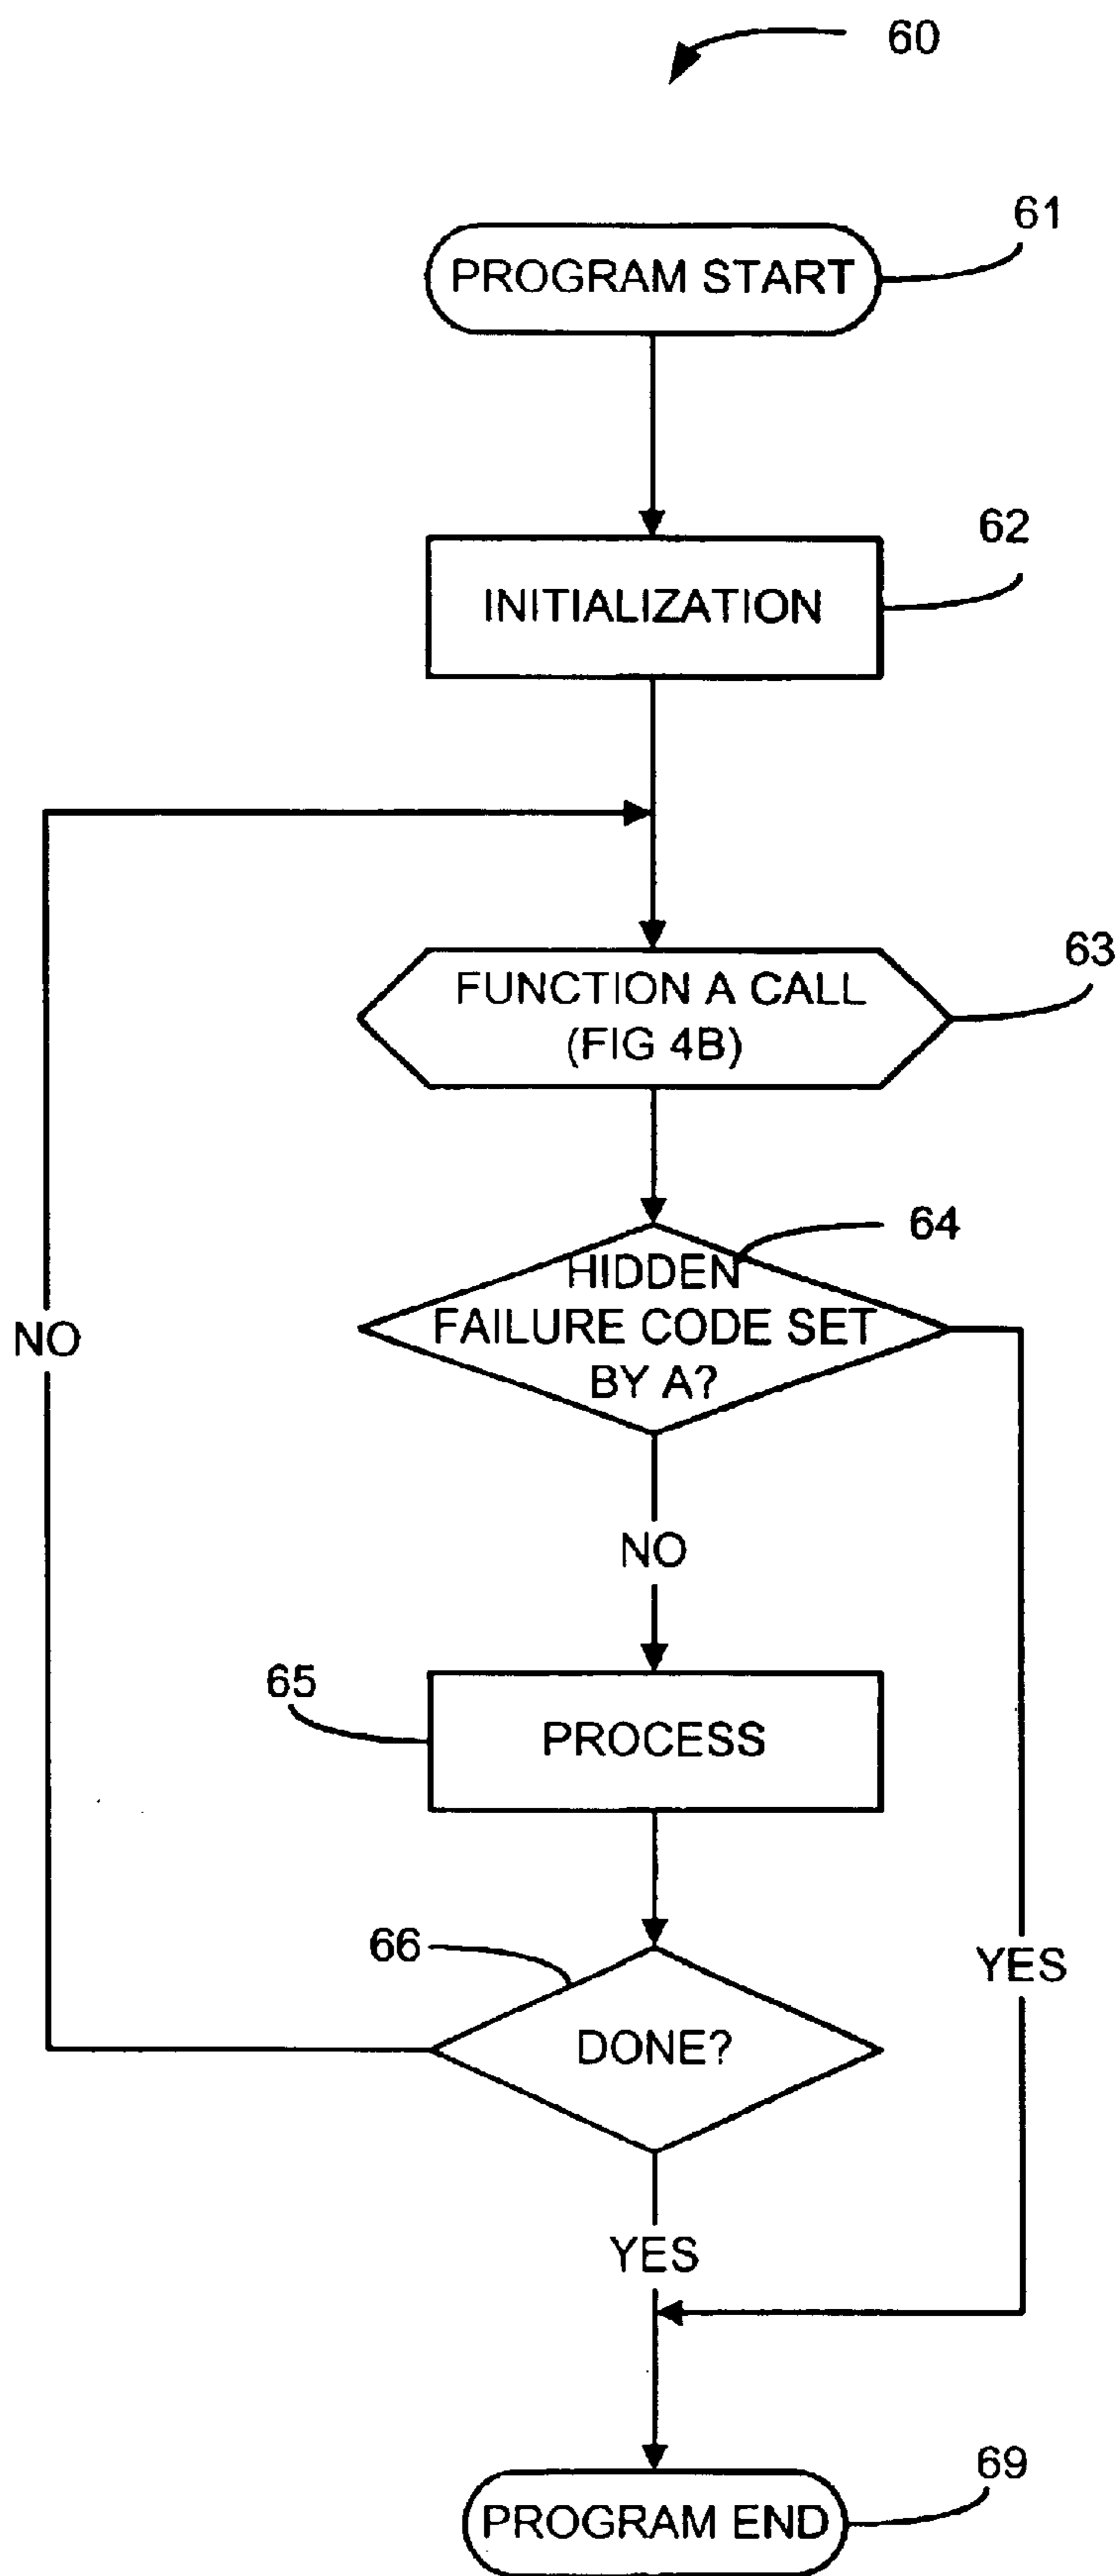 60
61
PROGRAM START
62
INITIALIZATION
63
FUNCTION A CALL
(FIG 4B)
64
HIDDEN
FAILURE CODE SET
BY A?
NO
NO
65
PROCESS
66
DONE?
YES
YES
69
PROGRAM END